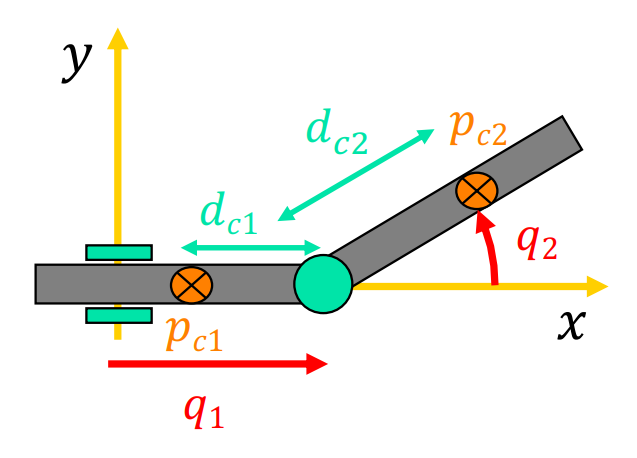 y
d_{c2}
p_{c2}
d_{c1}
q_2
p_{c1}
x
q_1